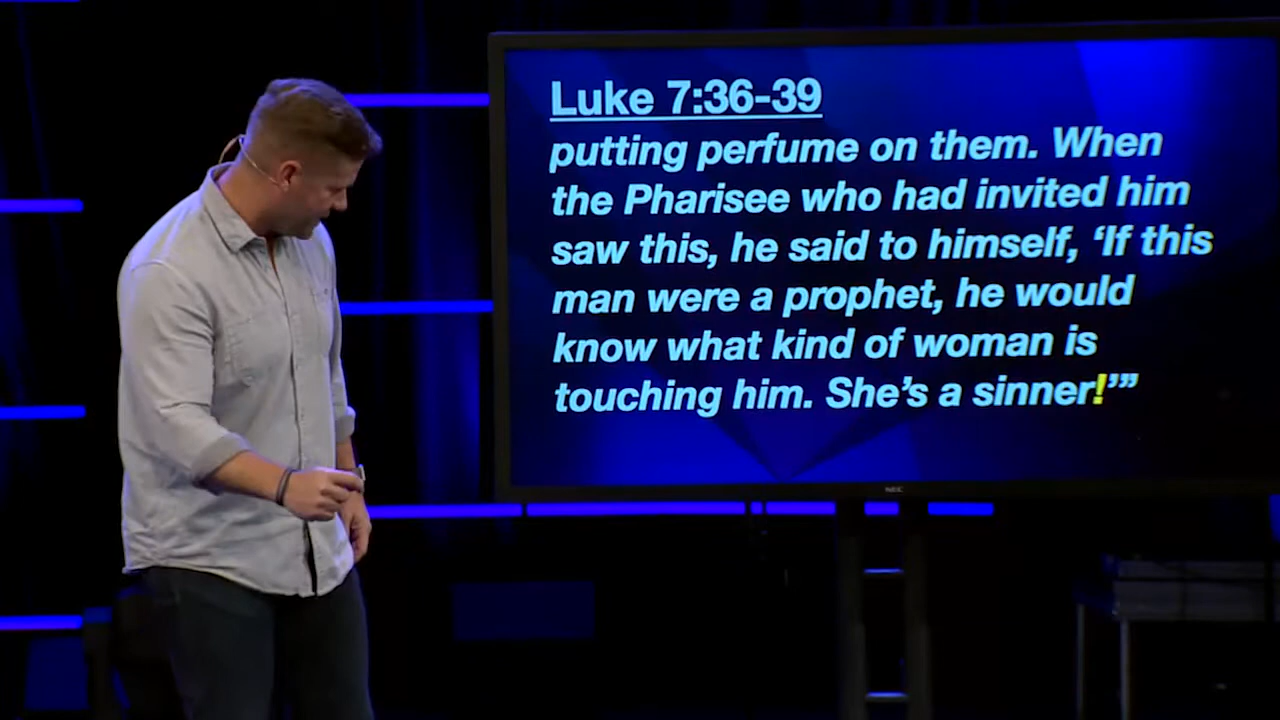 Luke 7:36-39
putting perfume on them. When
the Pharisee who had invited him
saw this, he said to himself, ‘If this
man were a prophet, he would
know what kind of woman is
touching him. She’s a sinner!’”
NEC